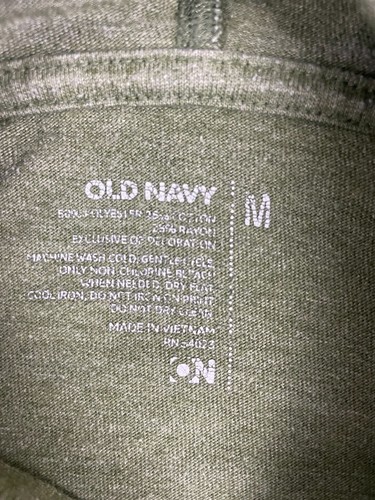 OLD NAVY
M
50% POLYESTER 25% COTTON
25% RAYON
EXCLUSIVE OF DECORATION
MACHINE WASH COLD, GENTLE CYCLE
ONLY NON-CHLORINE BLEACH
WHEN NEEDED, DRY FLAT
COOL IRON, DO NOT IRON ON PRINT
DO NOT DRY CLEAN
MADE IN VIETNAM
RN 54023
ON